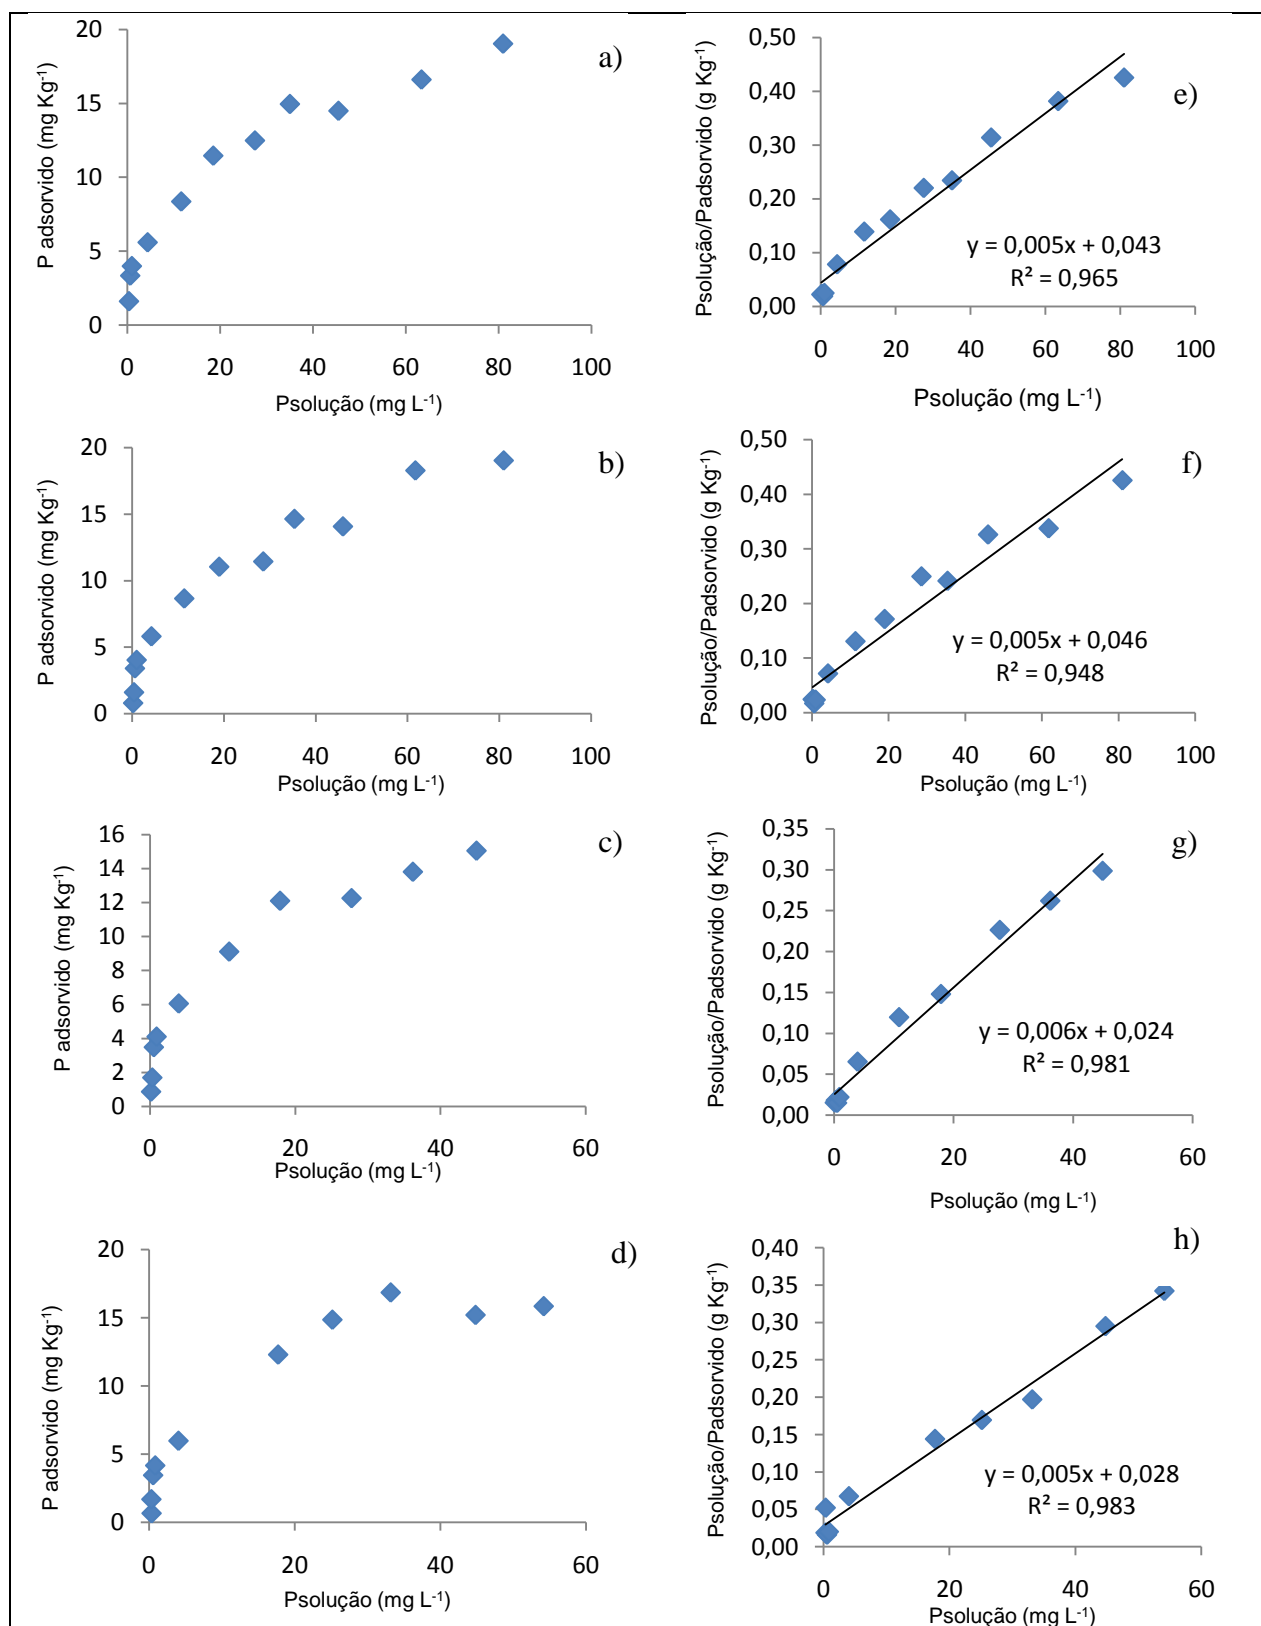 a)
P adsorvido (mg Kg⁻¹)
20
15
10
5
0
0 20 40 60 80 100
Psolução (mg L⁻¹)
e)
Psolução/Padsorvido (g Kg⁻¹)
0,50
0,40
0,30
0,20
0,10
0,00
y = 0,005x + 0,043
R² = 0,965
0 20 40 60 80 100
Psolução (mg L⁻¹)
b)
P adsorvido (mg Kg⁻¹)
20
15
10
5
0
0 20 40 60 80 100
Psolução (mg L⁻¹)
f)
Psolução/Padsorvido (g Kg⁻¹)
0,50
0,40
0,30
0,20
0,10
0,00
y = 0,005x + 0,046
R² = 0,948
0 20 40 60 80 100
Psolução (mg L⁻¹)
c)
P adsorvido (mg Kg⁻¹)
16
14
12
10
8
6
4
2
0
0 20 40 60
Psolução (mg L⁻¹)
g)
Psolução/Padsorvido (g Kg⁻¹)
0,35
0,30
0,25
0,20
0,15
0,10
0,05
0,00
y = 0,006x + 0,024
R² = 0,981
0 20 40 60
Psolução (mg L⁻¹)
d)
P adsorvido (mg Kg⁻¹)
20
15
10
5
0
0 20 40 60
Psolução (mg L⁻¹)
h)
Psolução/Padsorvido (g Kg⁻¹)
0,40
0,35
0,30
0,25
0,20
0,15
0,10
0,05
0,00
y = 0,005x + 0,028
R² = 0,983
0 20 40 60
Psolução (mg L⁻¹)